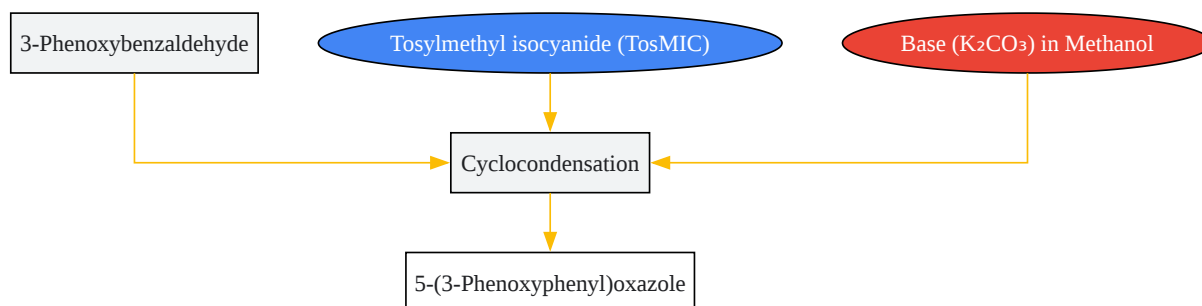 3-Phenoxybenzaldehyde
Tosylmethyl isocyanide (TosMIC)
Base (K₂CO₃) in Methanol
Cyclocondensation
5-(3-Phenoxyphenyl)oxazole